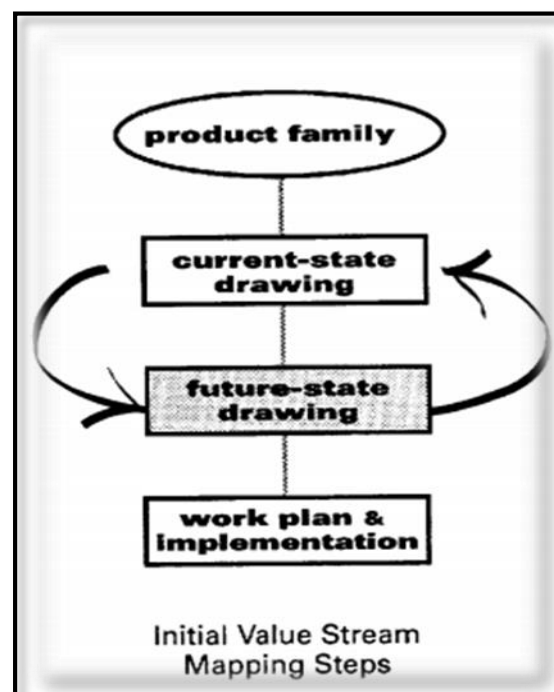 product family
current-state
drawing
future-state
drawing
work plan &
implementation
Initial Value Stream
Mapping Steps